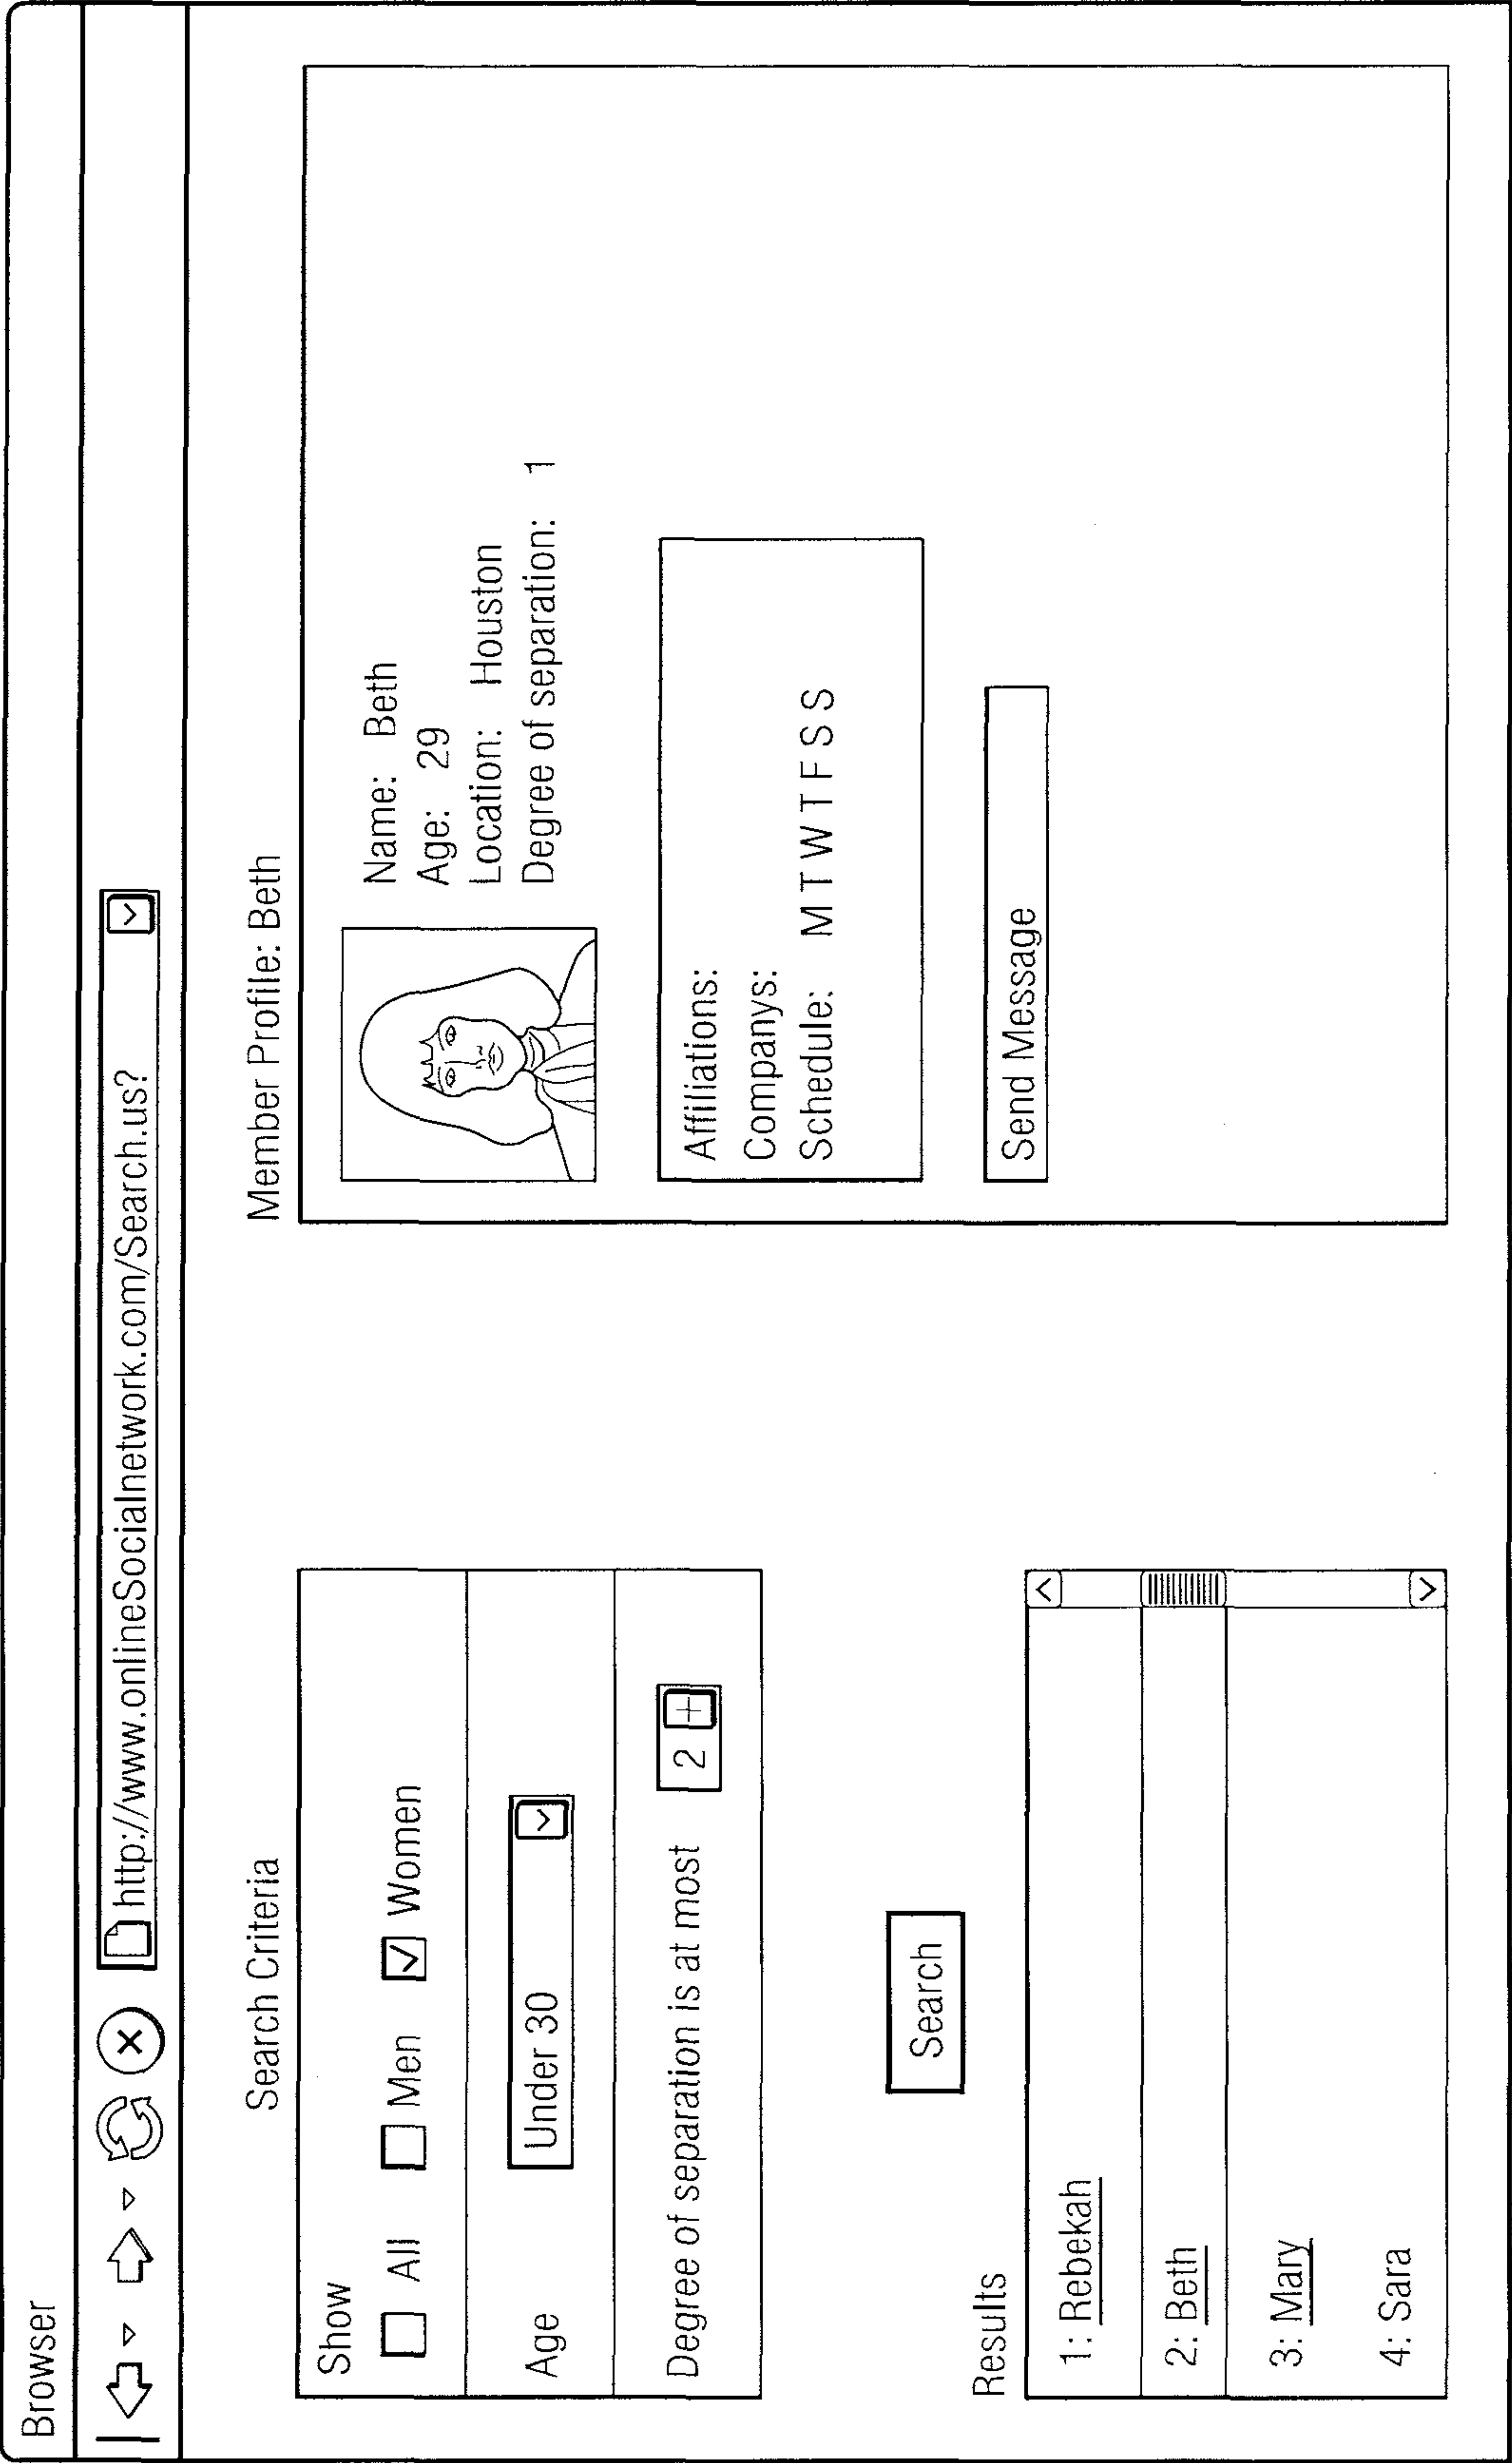 Browser
http://www.onlineSocialnetwork.com/Search.us?
Search Criteria
Show
All Men Women
Age Under 30
Degree of separation is at most 2
Search
Results
1: Rebekah
2: Beth
3: Mary
4: Sara
Member Profile: Beth
Name: Beth
Age: 29
Location: Houston
Degree of separation: 1
Affiliations:
Companys:
Schedule: M T W T F S S
Send Message